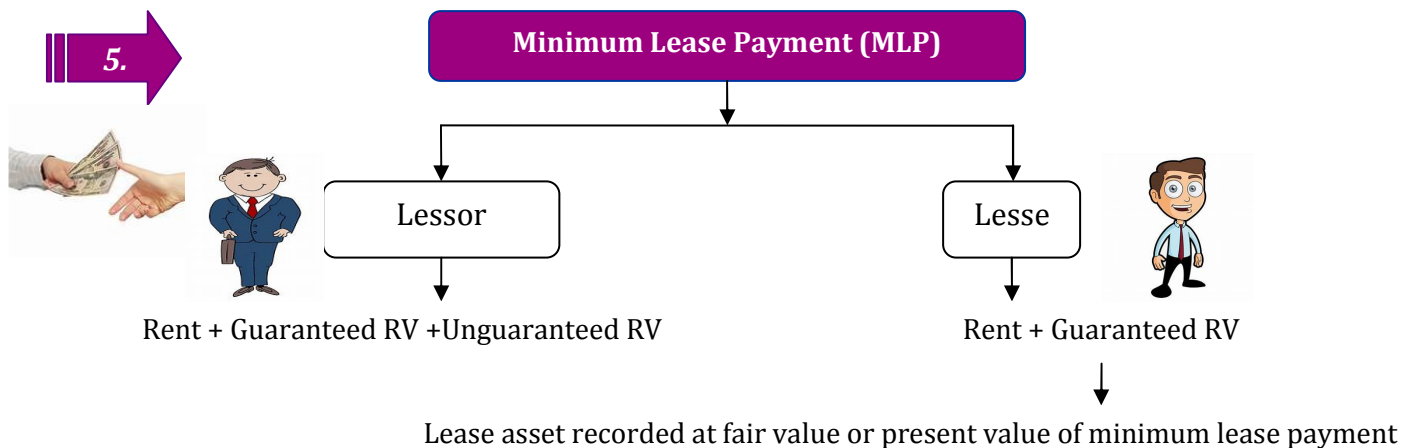 5.
Minimum Lease Payment (MLP)
Lessor
Lesse
Rent + Guaranteed RV +Unguaranteed RV
Rent + Guaranteed RV
Lease asset recorded at fair value or present value of minimum lease payment